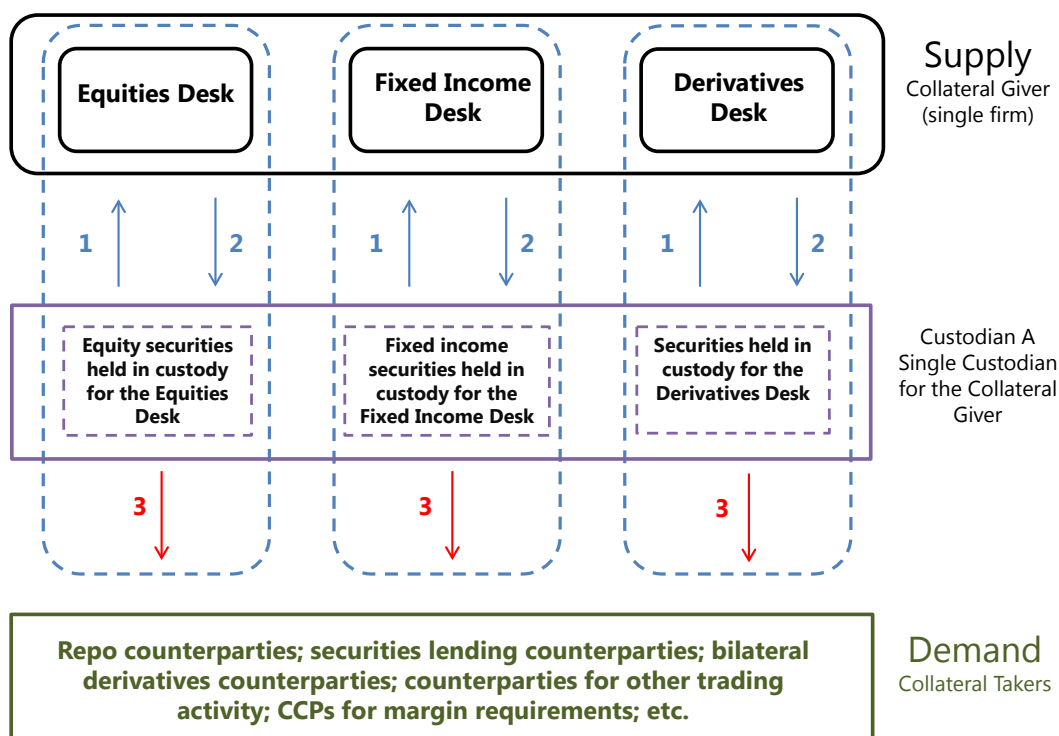 Equities Desk
Fixed Income
Desk
Derivatives
Desk
Supply
Collateral Giver
(single firm)
1
2
1
2
1
2
Equity securities
held in custody
for the Equities
Desk
Fixed income
securities held in
custody for the
Fixed Income Desk
Securities held in
custody for the
Derivatives Desk
Custodian A
Single Custodian
for the Collateral
Giver
3
3
3
Repo counterparties; securities lending counterparties; bilateral
derivatives counterparties; counterparties for other trading
activity; CCPs for margin requirements; etc.
Demand
Collateral Takers